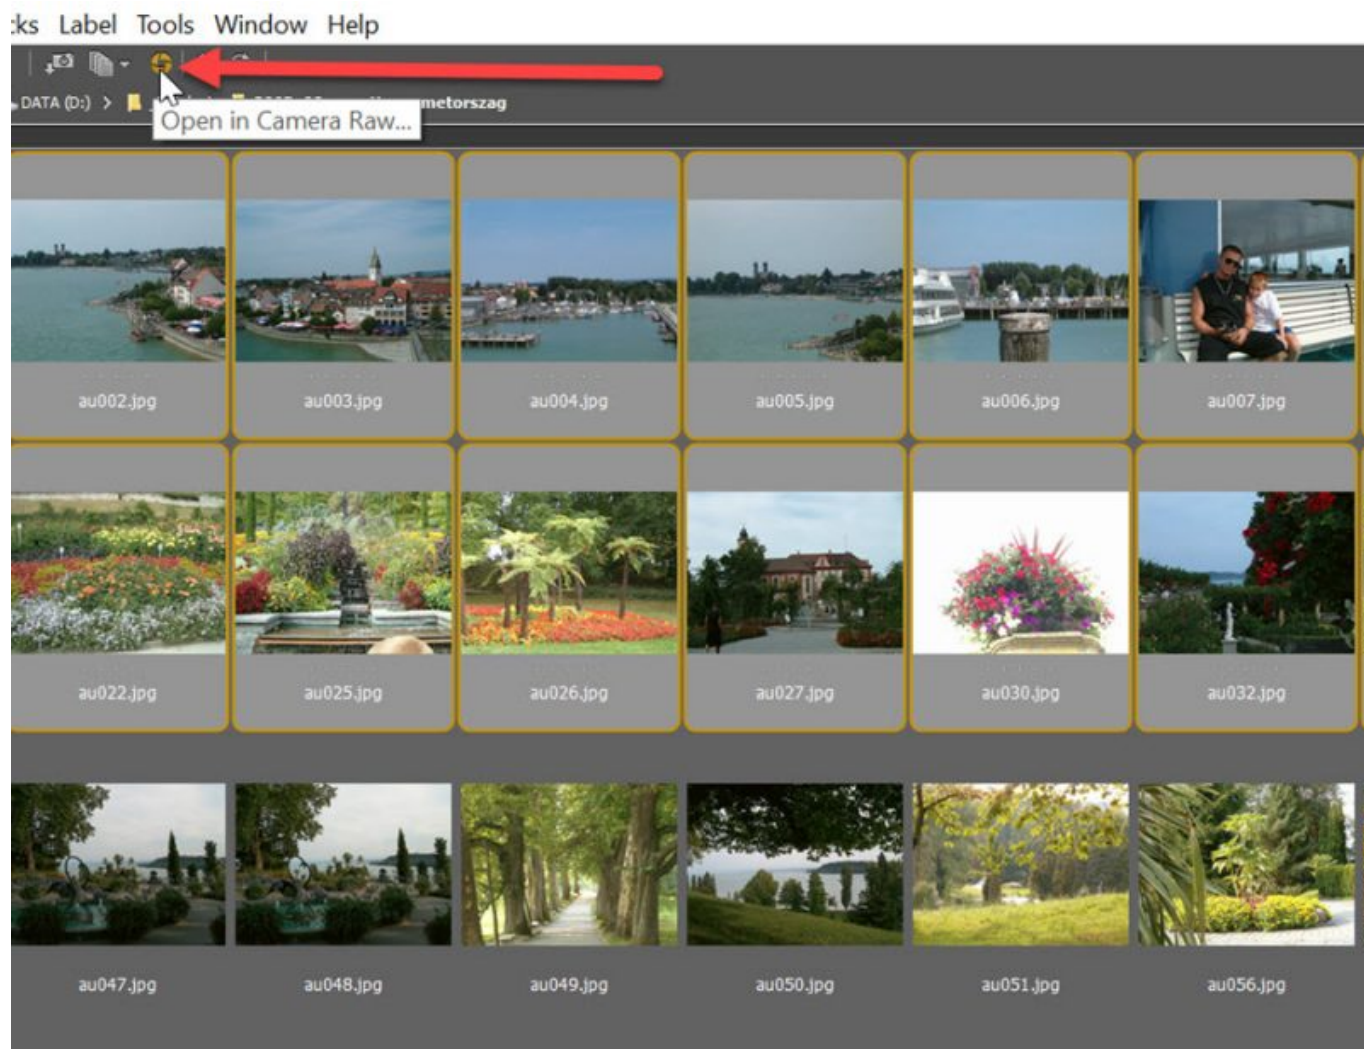 Label Tools Window Help
DATA (D:) > metorszag
Open in Camera Raw...
au002.jpg au003.jpg au004.jpg au005.jpg au006.jpg au007.jpg
au022.jpg au025.jpg au026.jpg au027.jpg au030.jpg au032.jpg
au047.jpg au048.jpg au049.jpg au050.jpg au051.jpg au056.jpg